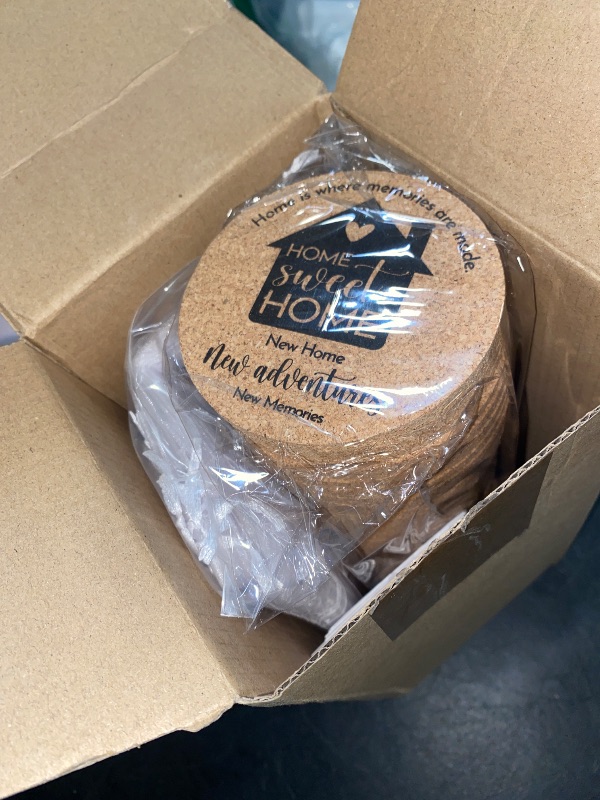 Home is where memories are made.
HOME
sweet
HOME
New Home
New adventures
New Memories